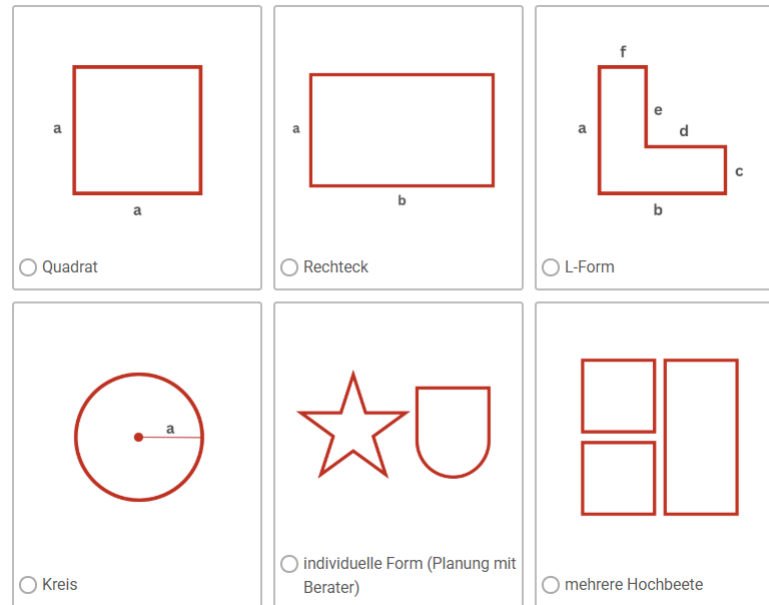 a
a
Quadrat
a
b
Rechteck
f
e
d
a
c
b
L-Form
a
Kreis
individuelle Form (Planung mit
Berater)
mehrere Hochbeete